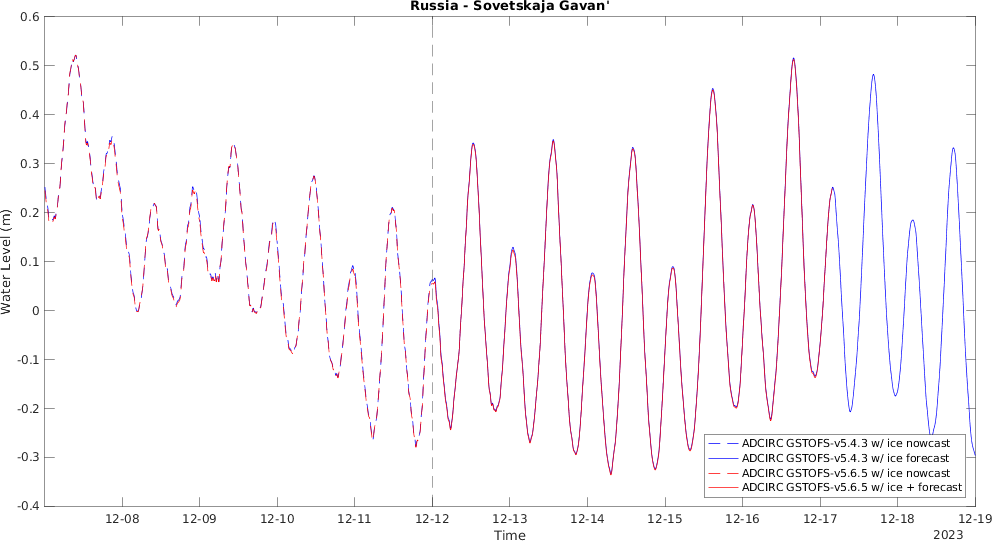 Russia - Sovetskaja Gavan'
0.6
0.5
0.4
0.3
0.2
0.1
0
-0.1
-0.2
-0.3
-0.4
Water Level (m)
ADCIRC GSTOFS-v5.4.3 w/ ice nowcast
ADCIRC GSTOFS-v5.4.3 w/ ice forecast
ADCIRC GSTOFS-v5.6.5 w/ ice nowcast
ADCIRC GSTOFS-v5.6.5 w/ ice + forecast
12-08 12-09 12-10 12-11 12-12 12-13 12-14 12-15 12-16 12-17 12-18 12-19
Time
2023